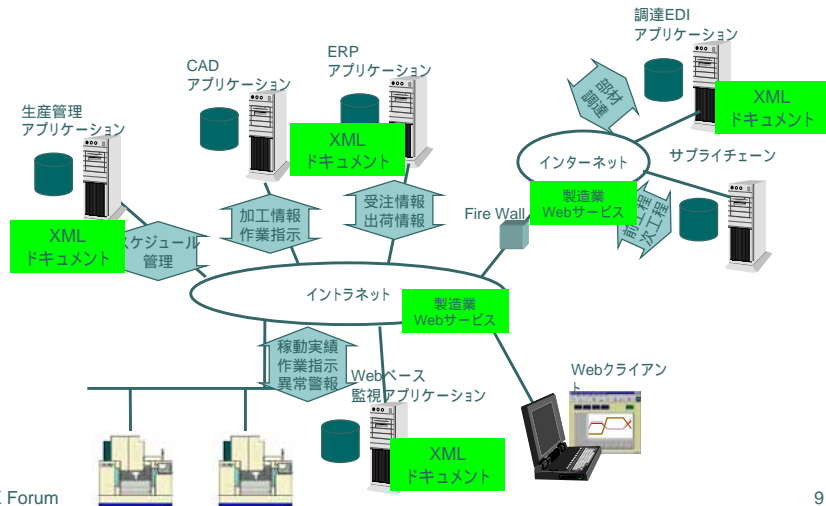 調達EDI
アプリケーション
ERP
アプリケーション
CAD
アプリケーション
生産管理
アプリケーション
部材
調達
XML
ドキュメント
XML
ドキュメント
インターネット
サプライチェーン
製造業
Webサービス
Fire Wall
前工程
次工程
加工情報
作業指示
受注情報
出荷情報
XML
ドキュメント
スケジュール
管理
イントラネット
製造業
Webサービス
稼動実績
作業指示
異常警報
Webベース
監視アプリケーション
Webクライアン
ト
XML
ドキュメント
Forum
9